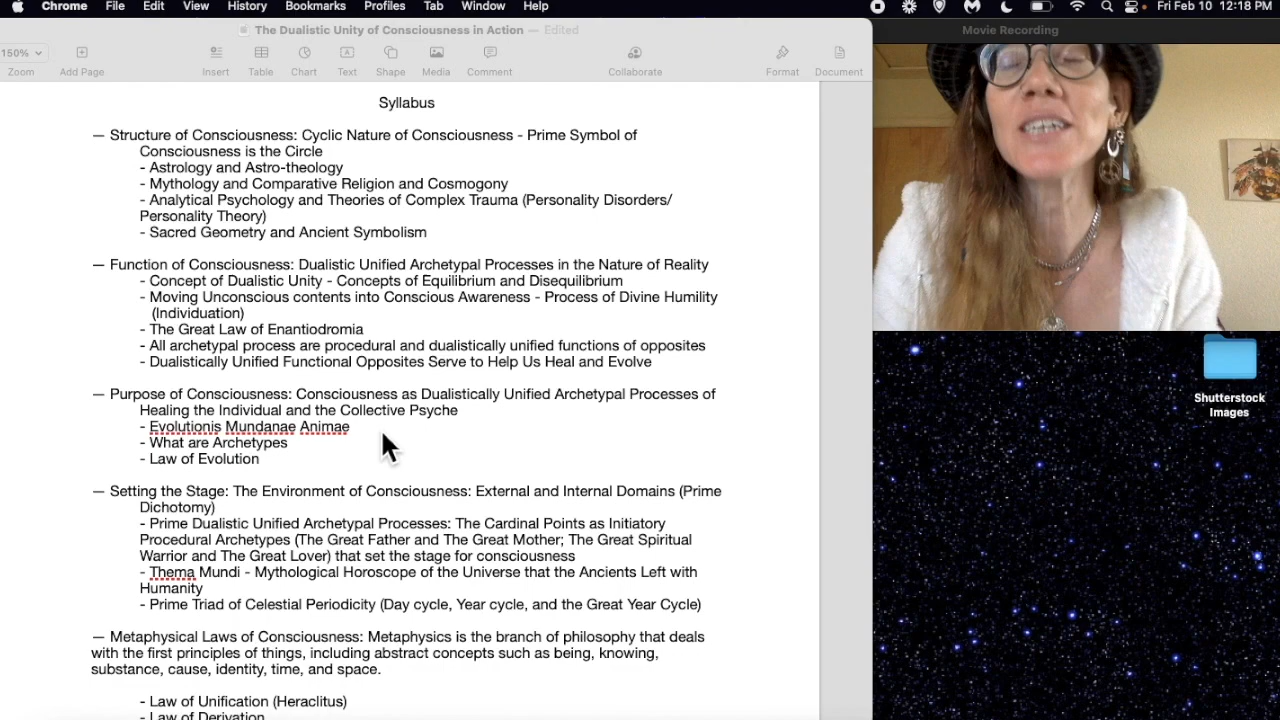 Chrome File Edit View History Bookmarks Profiles Tab Window Help Fri Feb 10 12:18 PM
The Dualistic Unity of Consciousness in Action — Edited
Movie Recording
150%
Zoom Add Page Insert Table Chart Text Shape Media Comment Collaborate Format Document
Syllabus
— Structure of Consciousness: Cyclic Nature of Consciousness - Prime Symbol of
Consciousness is the Circle
- Astrology and Astro-theology
- Mythology and Comparative Religion and Cosmogony
- Analytical Psychology and Theories of Complex Trauma (Personality Disorders/
Personality Theory)
- Sacred Geometry and Ancient Symbolism
— Function of Consciousness: Dualistic Unified Archetypal Processes in the Nature of Reality
- Concept of Dualistic Unity - Concepts of Equilibrium and Disequilibrium
- Moving Unconscious contents into Conscious Awareness - Process of Divine Humility
(Individuation)
- The Great Law of Enantiodromia
- All archetypal process are procedural and dualistically unified functions of opposites
- Dualistically Unified Functional Opposites Serve to Help Us Heal and Evolve
— Purpose of Consciousness: Consciousness as Dualistically Unified Archetypal Processes of
Healing the Individual and the Collective Psyche
- Evolutionis Mundanae Animae
- What are Archetypes
- Law of Evolution
— Setting the Stage: The Environment of Consciousness: External and Internal Domains (Prime
Dichotomy)
- Prime Dualistic Unified Archetypal Processes: The Cardinal Points as Initiatory
Procedural Archetypes (The Great Father and The Great Mother; The Great Spiritual
Warrior and The Great Lover) that set the stage for consciousness
- Thema Mundi - Mythological Horoscope of the Universe that the Ancients Left with
Humanity
- Prime Triad of Celestial Periodicity (Day cycle, Year cycle, and the Great Year Cycle)
— Metaphysical Laws of Consciousness: Metaphysics is the branch of philosophy that deals
with the first principles of things, including abstract concepts such as being, knowing,
substance, cause, identity, time, and space.
- Law of Unification (Heraclitus)
- Law of Derivation
Shutterstock
Images